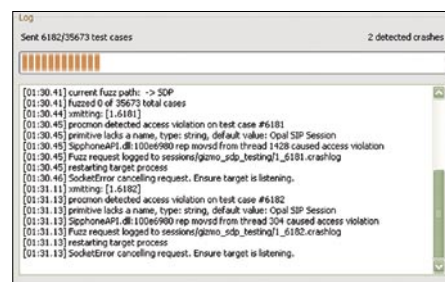 Log
Sent 6182/35673 test cases
2 detected crashes
[01:30.41] current fuzz path: -> SDP
[01:30.41] fuzzed 0 of 35673 total cases
[01:30.44] xmitting: [1.6181]
[01:30.45] procmon detected access violation on test case #6181
[01:30.45] primitive lacks a name, type: string, default value: Opal SIP Session
[01:30.45] SipphoneAPI.dll:100e6980 rep movsd from thread 1428 caused access violation
[01:30.45] Fuzz request logged to sessions/gizmo_sdp_testing/1_6181.crashlog
[01:30.45] restarting target process
[01:30.46] SocketError cancelling request. Ensure target is listening.
[01:31.11] xmitting: [1.6182]
[01:31.13] procmon detected access violation on test case #6182
[01:31.13] primitive lacks a name, type: string, default value: Opal SIP Session
[01:31.13] SipphoneAPI.dll:100e6980 rep movsd from thread 304 caused access violation
[01:31.13] Fuzz request logged to sessions/gizmo_sdp_testing/1_6182.crashlog
[01:31.13] restarting target process
[01:31.13] SocketError cancelling request. Ensure target is listening.